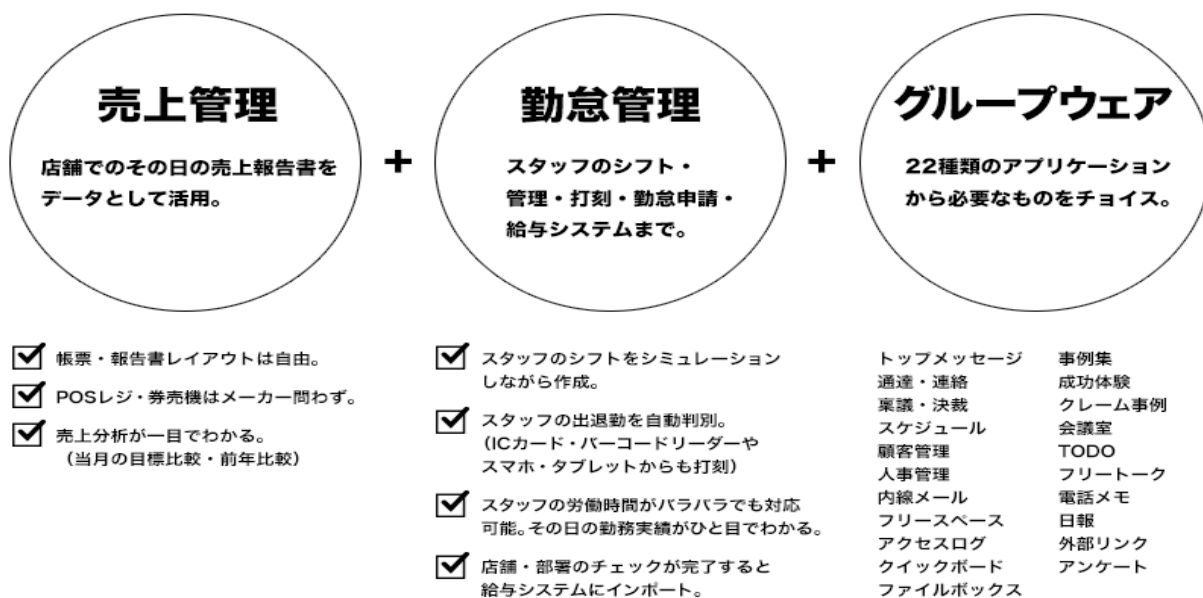 売上管理
店舗でのその日の売上報告書を
データとして活用。
+
勤怠管理
スタッフのシフト・
管理・打刻・勤怠申請・
給与システムまで。
+
グループウェア
22種類のアプリケーション
から必要なものをチョイス。
帳票・報告書レイアウトは自由。
POSレジ・券売機はメーカー問わず。
売上分析が一目でわかる。
（当月の目標比較・前年比較）
スタッフのシフトをシミュレーション
しながら作成。
スタッフの出退勤を自動判別。
（ICカード・バーコードリーダーや
スマホ・タブレットからも打刻）
スタッフの労働時間がバラバラでも対応
可能。その日の勤務実績がひと目でわかる。
店舗・部署のチェックが完了すると
給与システムにインポート。
トップメッセージ
通達・連絡
稟議・決裁
スケジュール
顧客管理
人事管理
内線メール
フリースペース
アクセスログ
クイックボード
ファイルボックス
事例集
成功体験
クレーム事例
会議室
TODO
フリートーク
電話メモ
日報
外部リンク
アンケート